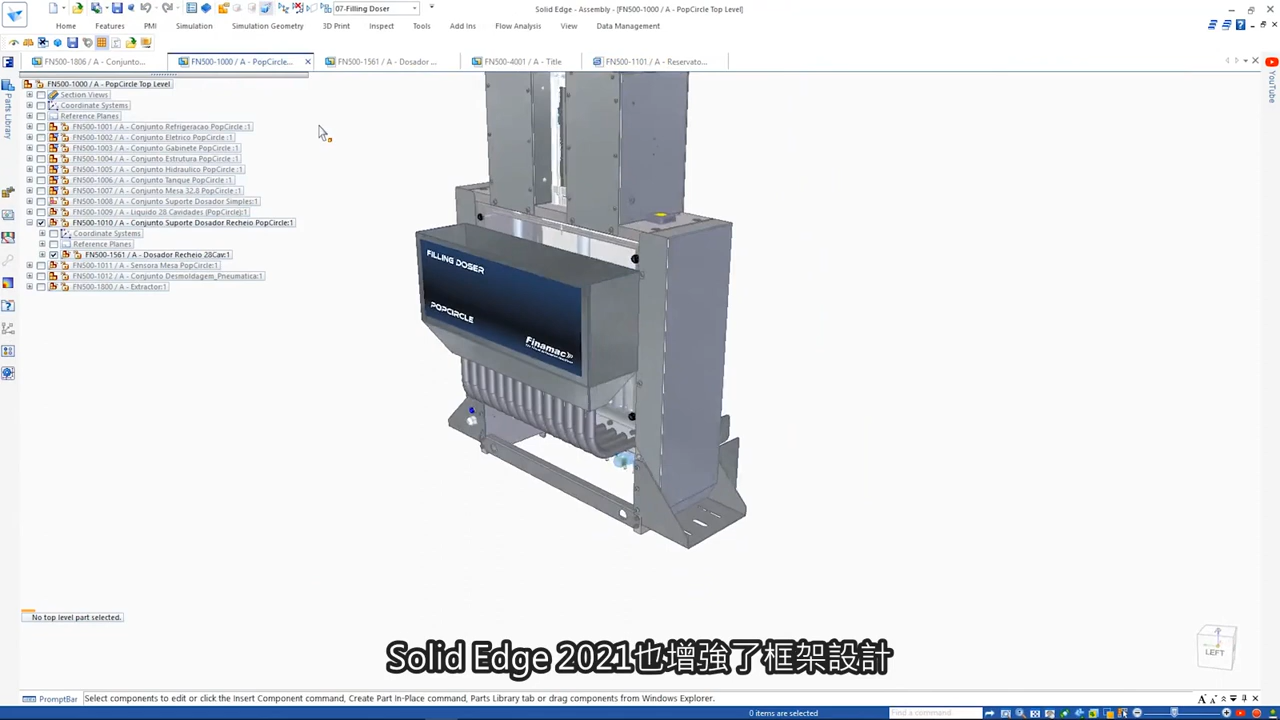 07-Filling Doser
Solid Edge - Assembly - [FN500-1000 / A - PopCircle Top Level]
Home
Features
PMI
Simulation
Simulation Geometry
3D Print
Inspect
Tools
Add Ins
Flow Analysis
View
Data Management
FN500-1806 / A - Conjunto...
FN500-1000 / A - PopCircle...
FN500-1561 / A - Dosador ...
FN500-4001 / A - Title
FN500-1101 / A - Reservato...
Parts Library
YouTube
FN500-1000 / A - PopCircle Top Level
Section Views
Coordinate Systems
Reference Planes
FN500-1001 / A - Conjunto Refrigeracao PopCircle :1
FN500-1002 / A - Conjunto Eletrico PopCircle :1
FN500-1003 / A - Conjunto Gabinete PopCircle :1
FN500-1004 / A - Conjunto Estrutura PopCircle :1
FN500-1005 / A - Conjunto Hidraulico PopCircle :1
FN500-1006 / A - Conjunto Tanque PopCircle :1
FN500-1007 / A - Conjunto Mesa 32.8 PopCircle :1
FN500-1008 / A - Conjunto Suporte Dosador Simples:1
FN500-1009 / A - Liquido 28 Cavidades (PopCircle):1
FN500-1010 / A - Conjunto Suporte Dosador Recheio PopCircle:1
Coordinate Systems
Reference Planes
FN500-1561 / A - Dosador Recheio 28Cav:1
FN500-1011 / A - Sensora Mesa PopCircle:1
FN500-1012 / A - Conjunto Desmoldagem_Pneumatica:1
FN500-1800 / A - Extractor:1
FILLING DOSER
POPCIRCLE
Finamac
No top level part selected.
LEFT
Solid Edge 2021也增強了框架設計
PromptBar
Select components to edit or click the Insert Component command, Create Part In-Place command, Parts Library tab or drag components from Windows Explorer.
0 items are selected
Find a command